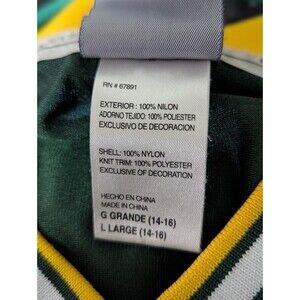 RN # 67891
EXTERIOR : 100% NILON
ADORNO TEJIDO: 100% POLIESTER
EXCLUSIVO DE DECORACION
SHELL: 100% NYLON
KNIT TRIM: 100% POLYESTER
EXCLUSIVE OF DECORATION
HECHO EN CHINA
MADE IN CHINA
G GRANDE (14-16)
L LARGE (14-16)